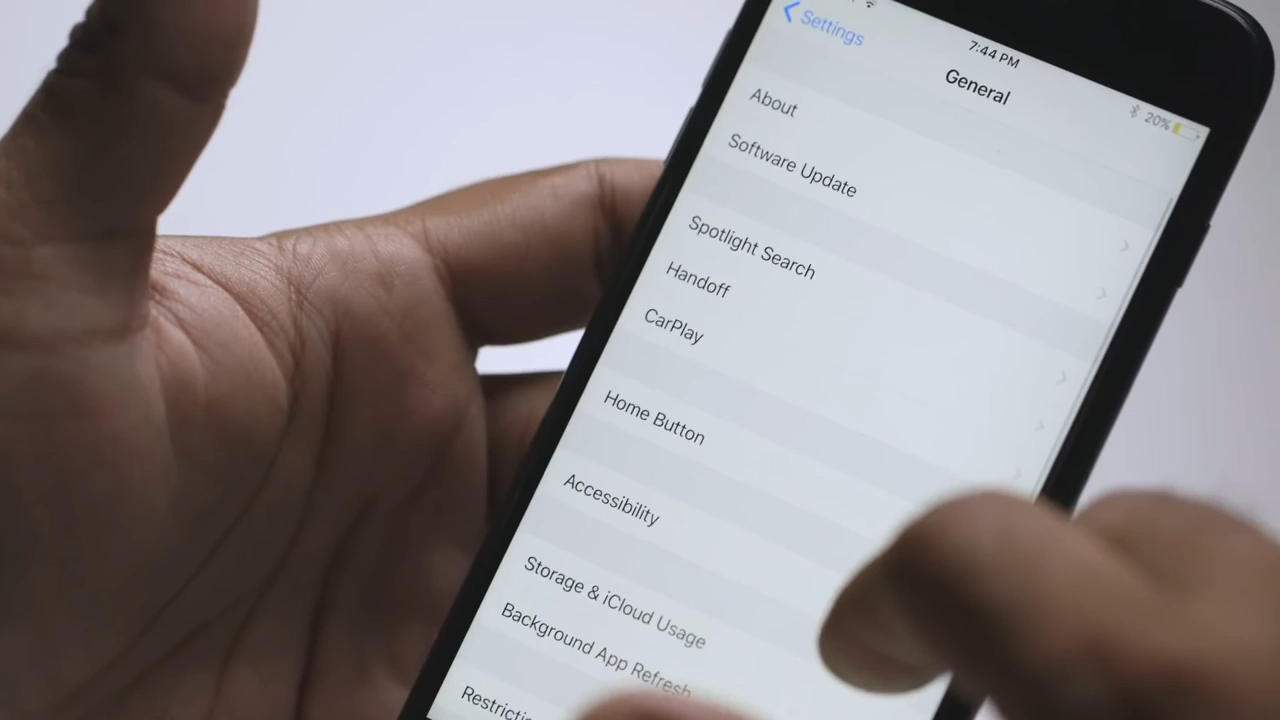 Settings
7:44 PM
20%
General
About
Software Update
Spotlight Search
Handoff
CarPlay
Home Button
Accessibility
Storage & iCloud Usage
Background App Refresh